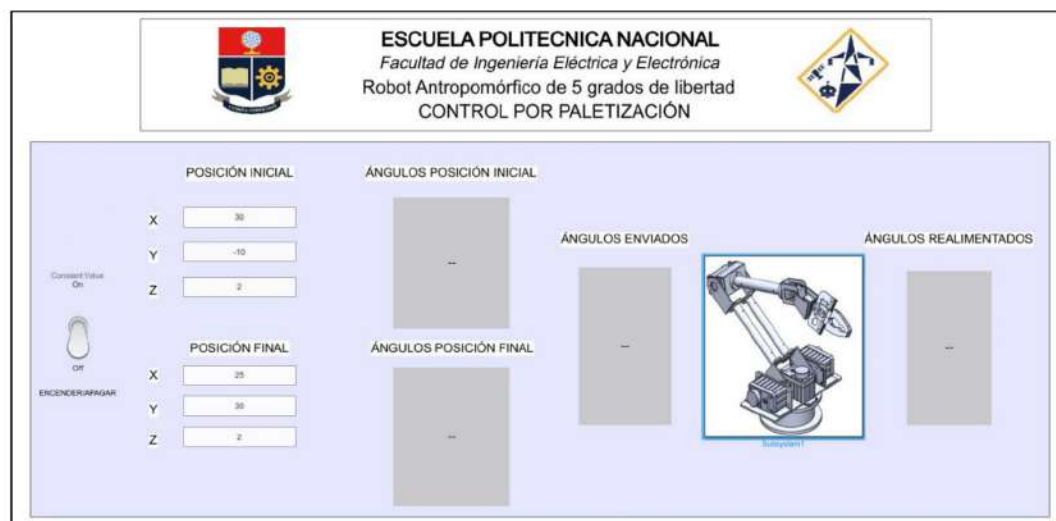 ESCUELA POLITECNICA NACIONAL
Facultad de Ingeniería Eléctrica y Electrónica
Robot Antropomórfico de 5 grados de libertad
CONTROL POR PALETIZACIÓN
POSICIÓN INICIAL
X 30
Y -10
Z 2
Constant Value
On
Off
ENCENDER/APAGAR
POSICIÓN FINAL
X 25
Y 30
Z 2
ÁNGULOS POSICIÓN INICIAL
--
ÁNGULOS POSICIÓN FINAL
--
ÁNGULOS ENVIADOS
--
Subsystem1
ÁNGULOS REALIMENTADOS
--